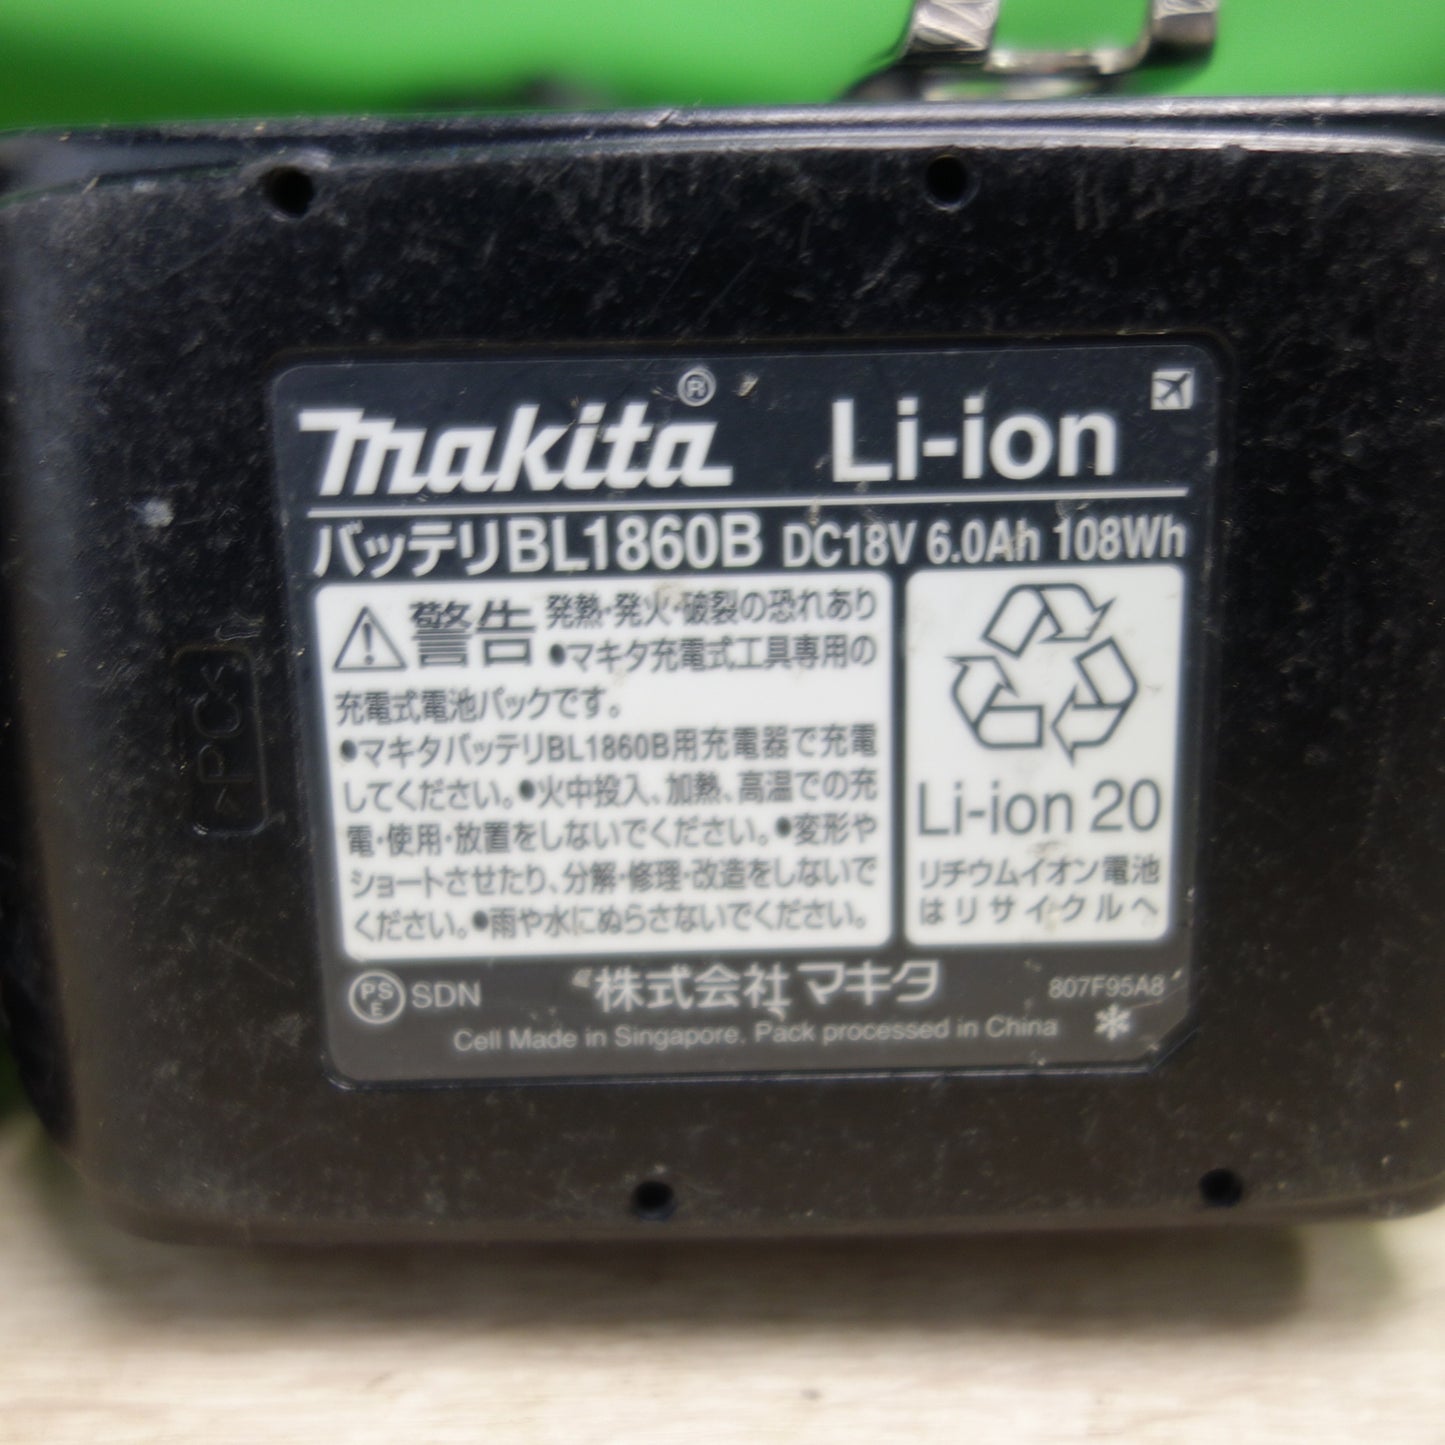 makita® Li-ion
バッテリBL1860B DC18V 6.0Ah 108Wh
警告 発熱・発火・破裂の恐れあり
●マキタ充電式工具専用の
充電式電池パックです。
●マキタバッテリBL1860B用充電器で充電
してください。●火中投入、加熱、高温での充
電・使用・放置をしないでください。●変形や
ショートさせたり、分解・修理・改造をしないで
ください。●雨や水にぬらさないでください。
Li-ion 20
リチウムイオン電池
はリサイクルへ
PSE SDN 株式会社マキタ 807F95A8
Cell Made in Singapore. Pack processed in China
>PC<